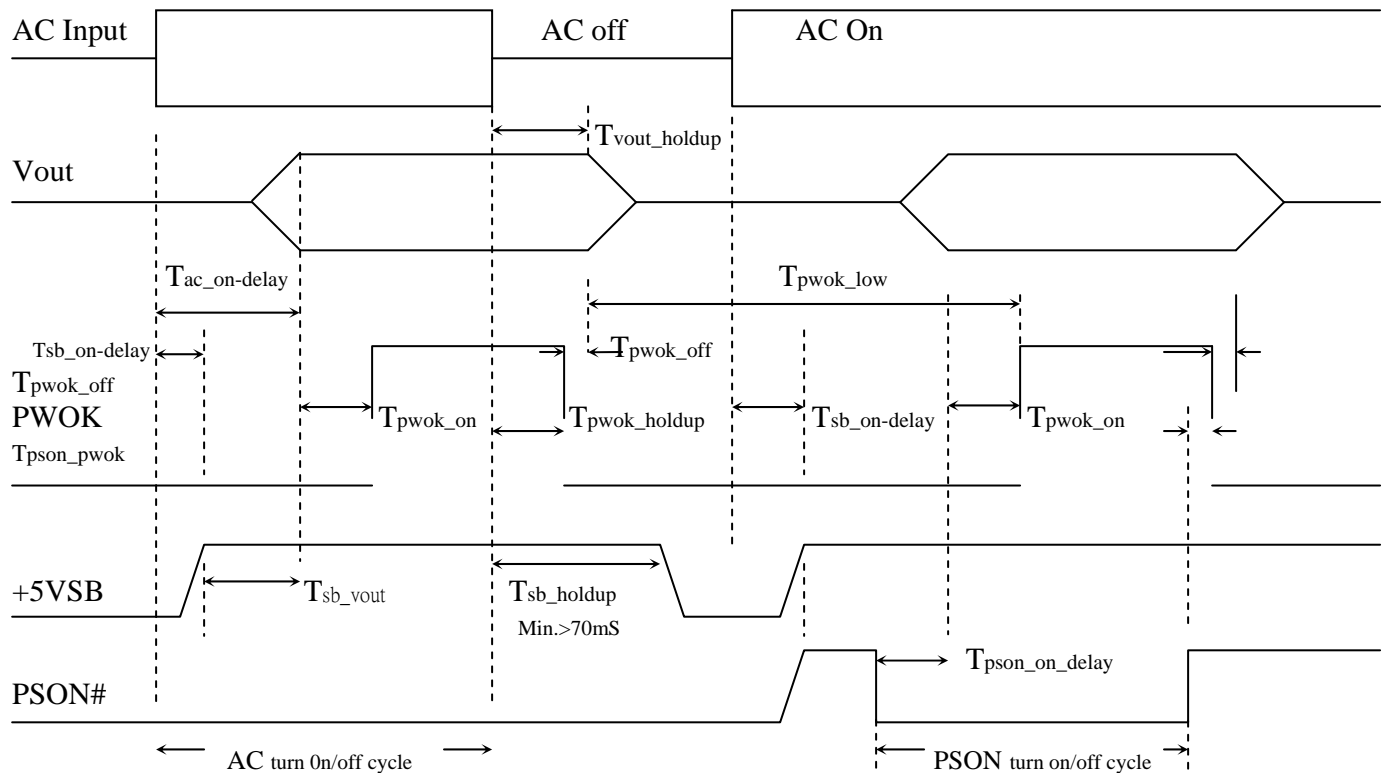 AC Input
AC off
AC On
Tvout_holdup
Vout
Tac_on-delay
Tpwok_low
Tsb_on-delay
Tpwok_off
Tpwok_off
PWOK
Tpwok_on
Tpwok_holdup
Tsb_on-delay
Tpwok_on
Tpson_pwok
+5VSB
Tsb_vout
Tsb_holdup
Min.>70mS
Tpson_on_delay
PSON#
AC turn 0n/off cycle
PSON turn on/off cycle